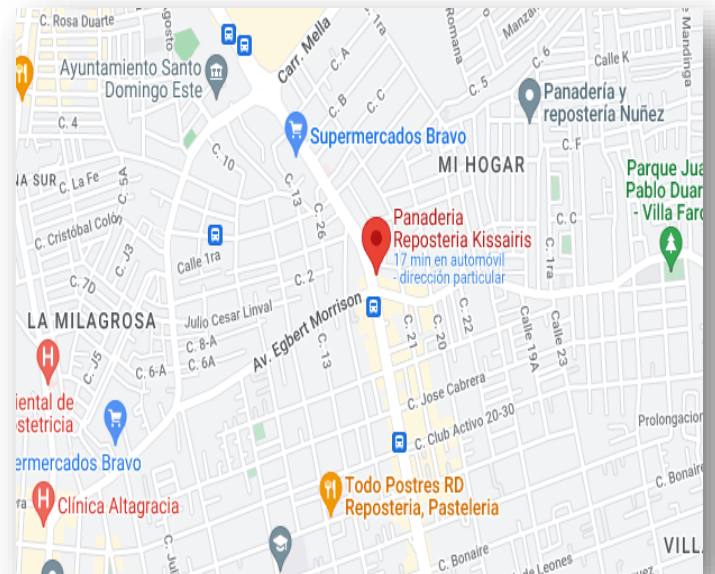 C. Rosa Duarte
Carr. Mella
C. A
C. 1ra
Romana
C. 6
Calle K
Mandinga
Ayuntamiento Santo
Domingo Este
C. 5
C. B
C. C
Panadería y
repostería Nuñez
C. 4
Supermercados Bravo
C. F
C. 10
MI HOGAR
NA SUR
C. La Fe
C. 5A
C. 13
C. 26
Parque Jua
Pablo Duar
- Villa Faro
C. Cristóbal Colón
C. J3
Panaderia
Reposteria Kissairis
17 min en automóvil
- dirección particular
C. C
C. 1ra
Calle 1ra
C. 7D
C. 2
LA MILAGROSA
Julio Cesar Linval
Av. Egbert Morrison
C. 8-A
C. 6A
C. 6-A
C. J5
C. 13
C. 21
C. 20
C. 22
Calle 19A
Calle 23
H
iental de
stetricia
C. Jose Cabrera
C. Club Activo 20-30
Prolongacion
ermercados Bravo
H
Clínica Altagracia
Todo Postres RD
Reposteria, Pasteleria
C. Bonaire
C. Jul
C. Bonaire
VILL
de Leones